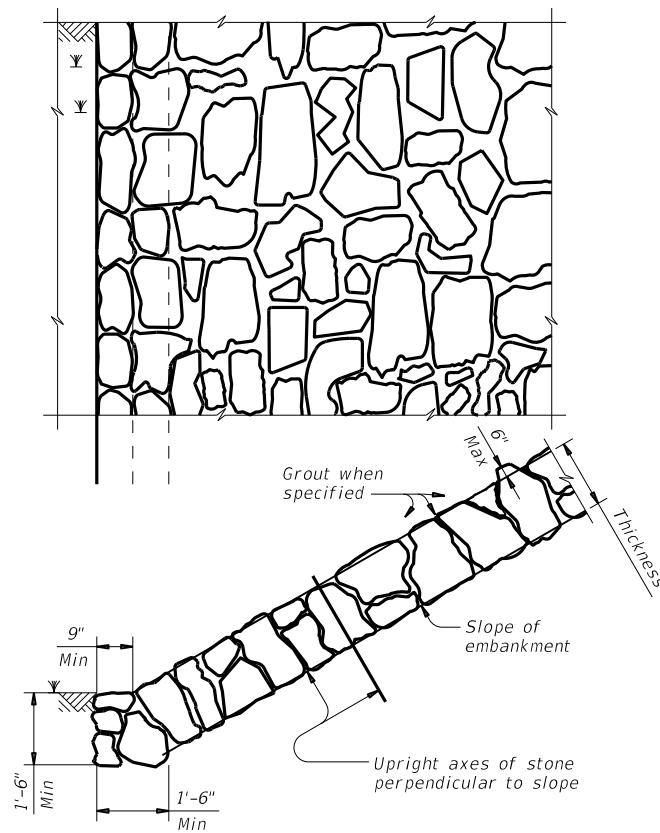 6"
Max
Grout when
specified
Thickness
Slope of
embankment
9"
Min
1'-6"
Min
Upright axes of stone
perpendicular to slope
1'-6"
Min